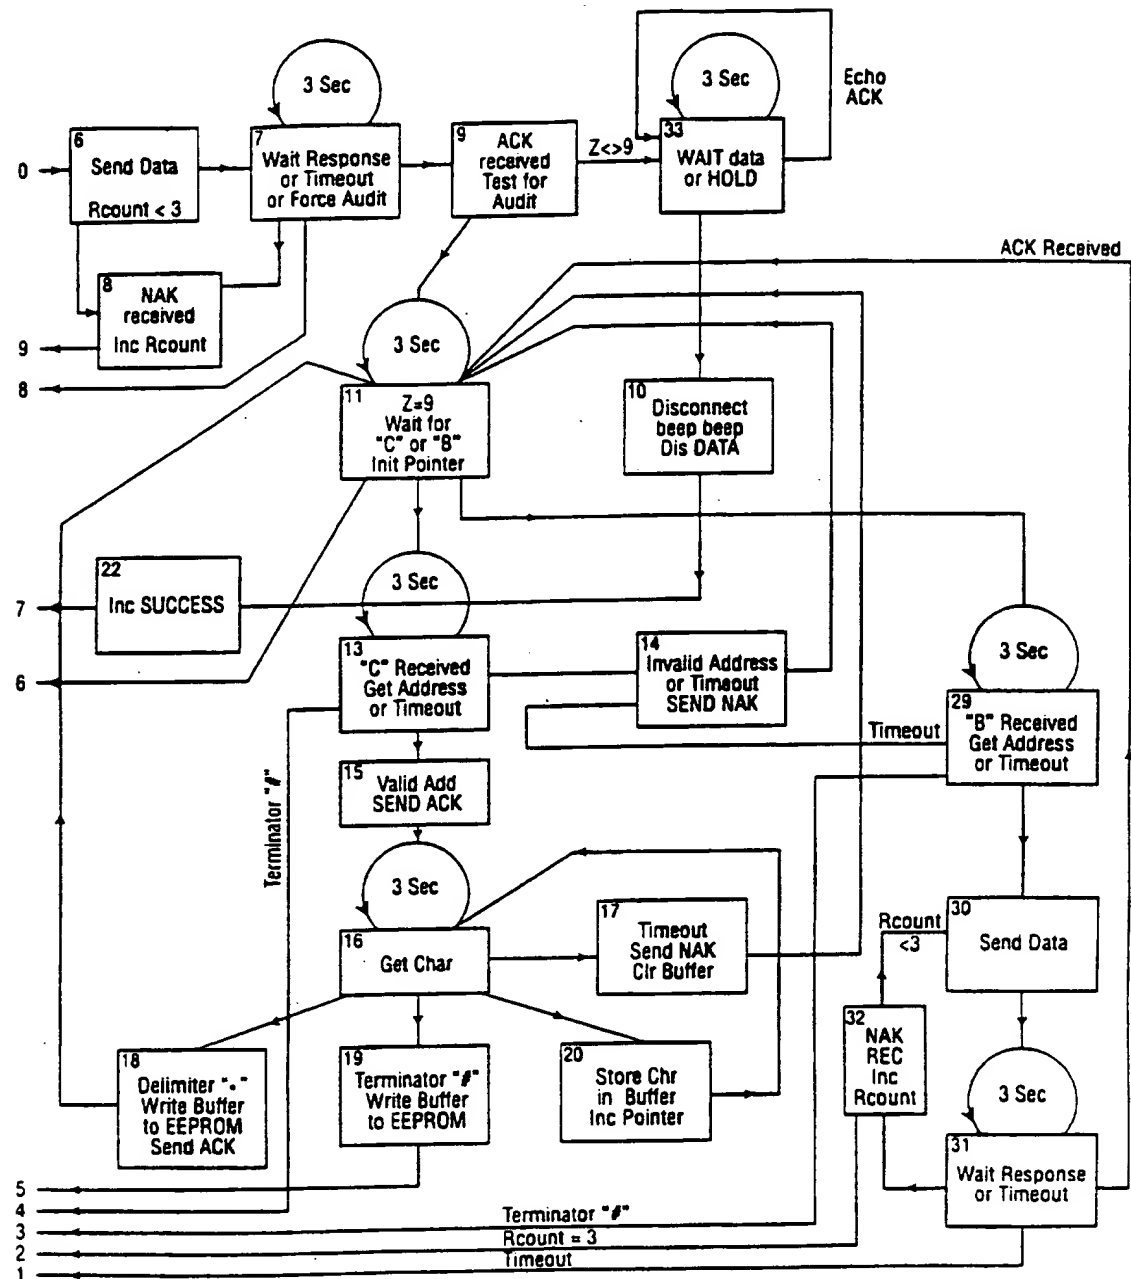 3 Sec
3 Sec
Echo
ACK
6
Send Data
Rcount < 3
7
Wait Response
or Timeout
or Force Audit
9
ACK
received
Test for
Audit
Z<>9
33
WAIT data
or HOLD
0
ACK Received
8
NAK
received
Inc Rcount
9
8
3 Sec
11
Z=9
Wait for
"C" or "B"
Init Pointer
10
Disconnect
beep beep
Dis DATA
22
Inc SUCCESS
7
3 Sec
6
13
"C" Received
Get Address
or Timeout
14
Invalid Address
or Timeout
SEND NAK
3 Sec
Timeout
29
"B" Received
Get Address
or Timeout
15
Valid Add
SEND ACK
Terminator "#"
3 Sec
16
Get Char
17
Timeout
Send NAK
Clr Buffer
Rcount
<3
30
Send Data
18
Delimiter "*"
Write Buffer
to EEPROM
Send ACK
19
Terminator "#"
Write Buffer
to EEPROM
20
Store Chr
in Buffer
Inc Pointer
32
NAK
REC
Inc
Rcount
3 Sec
31
Wait Response
or Timeout
5
4
3
Terminator "#"
2
Rcount = 3
1
Timeout